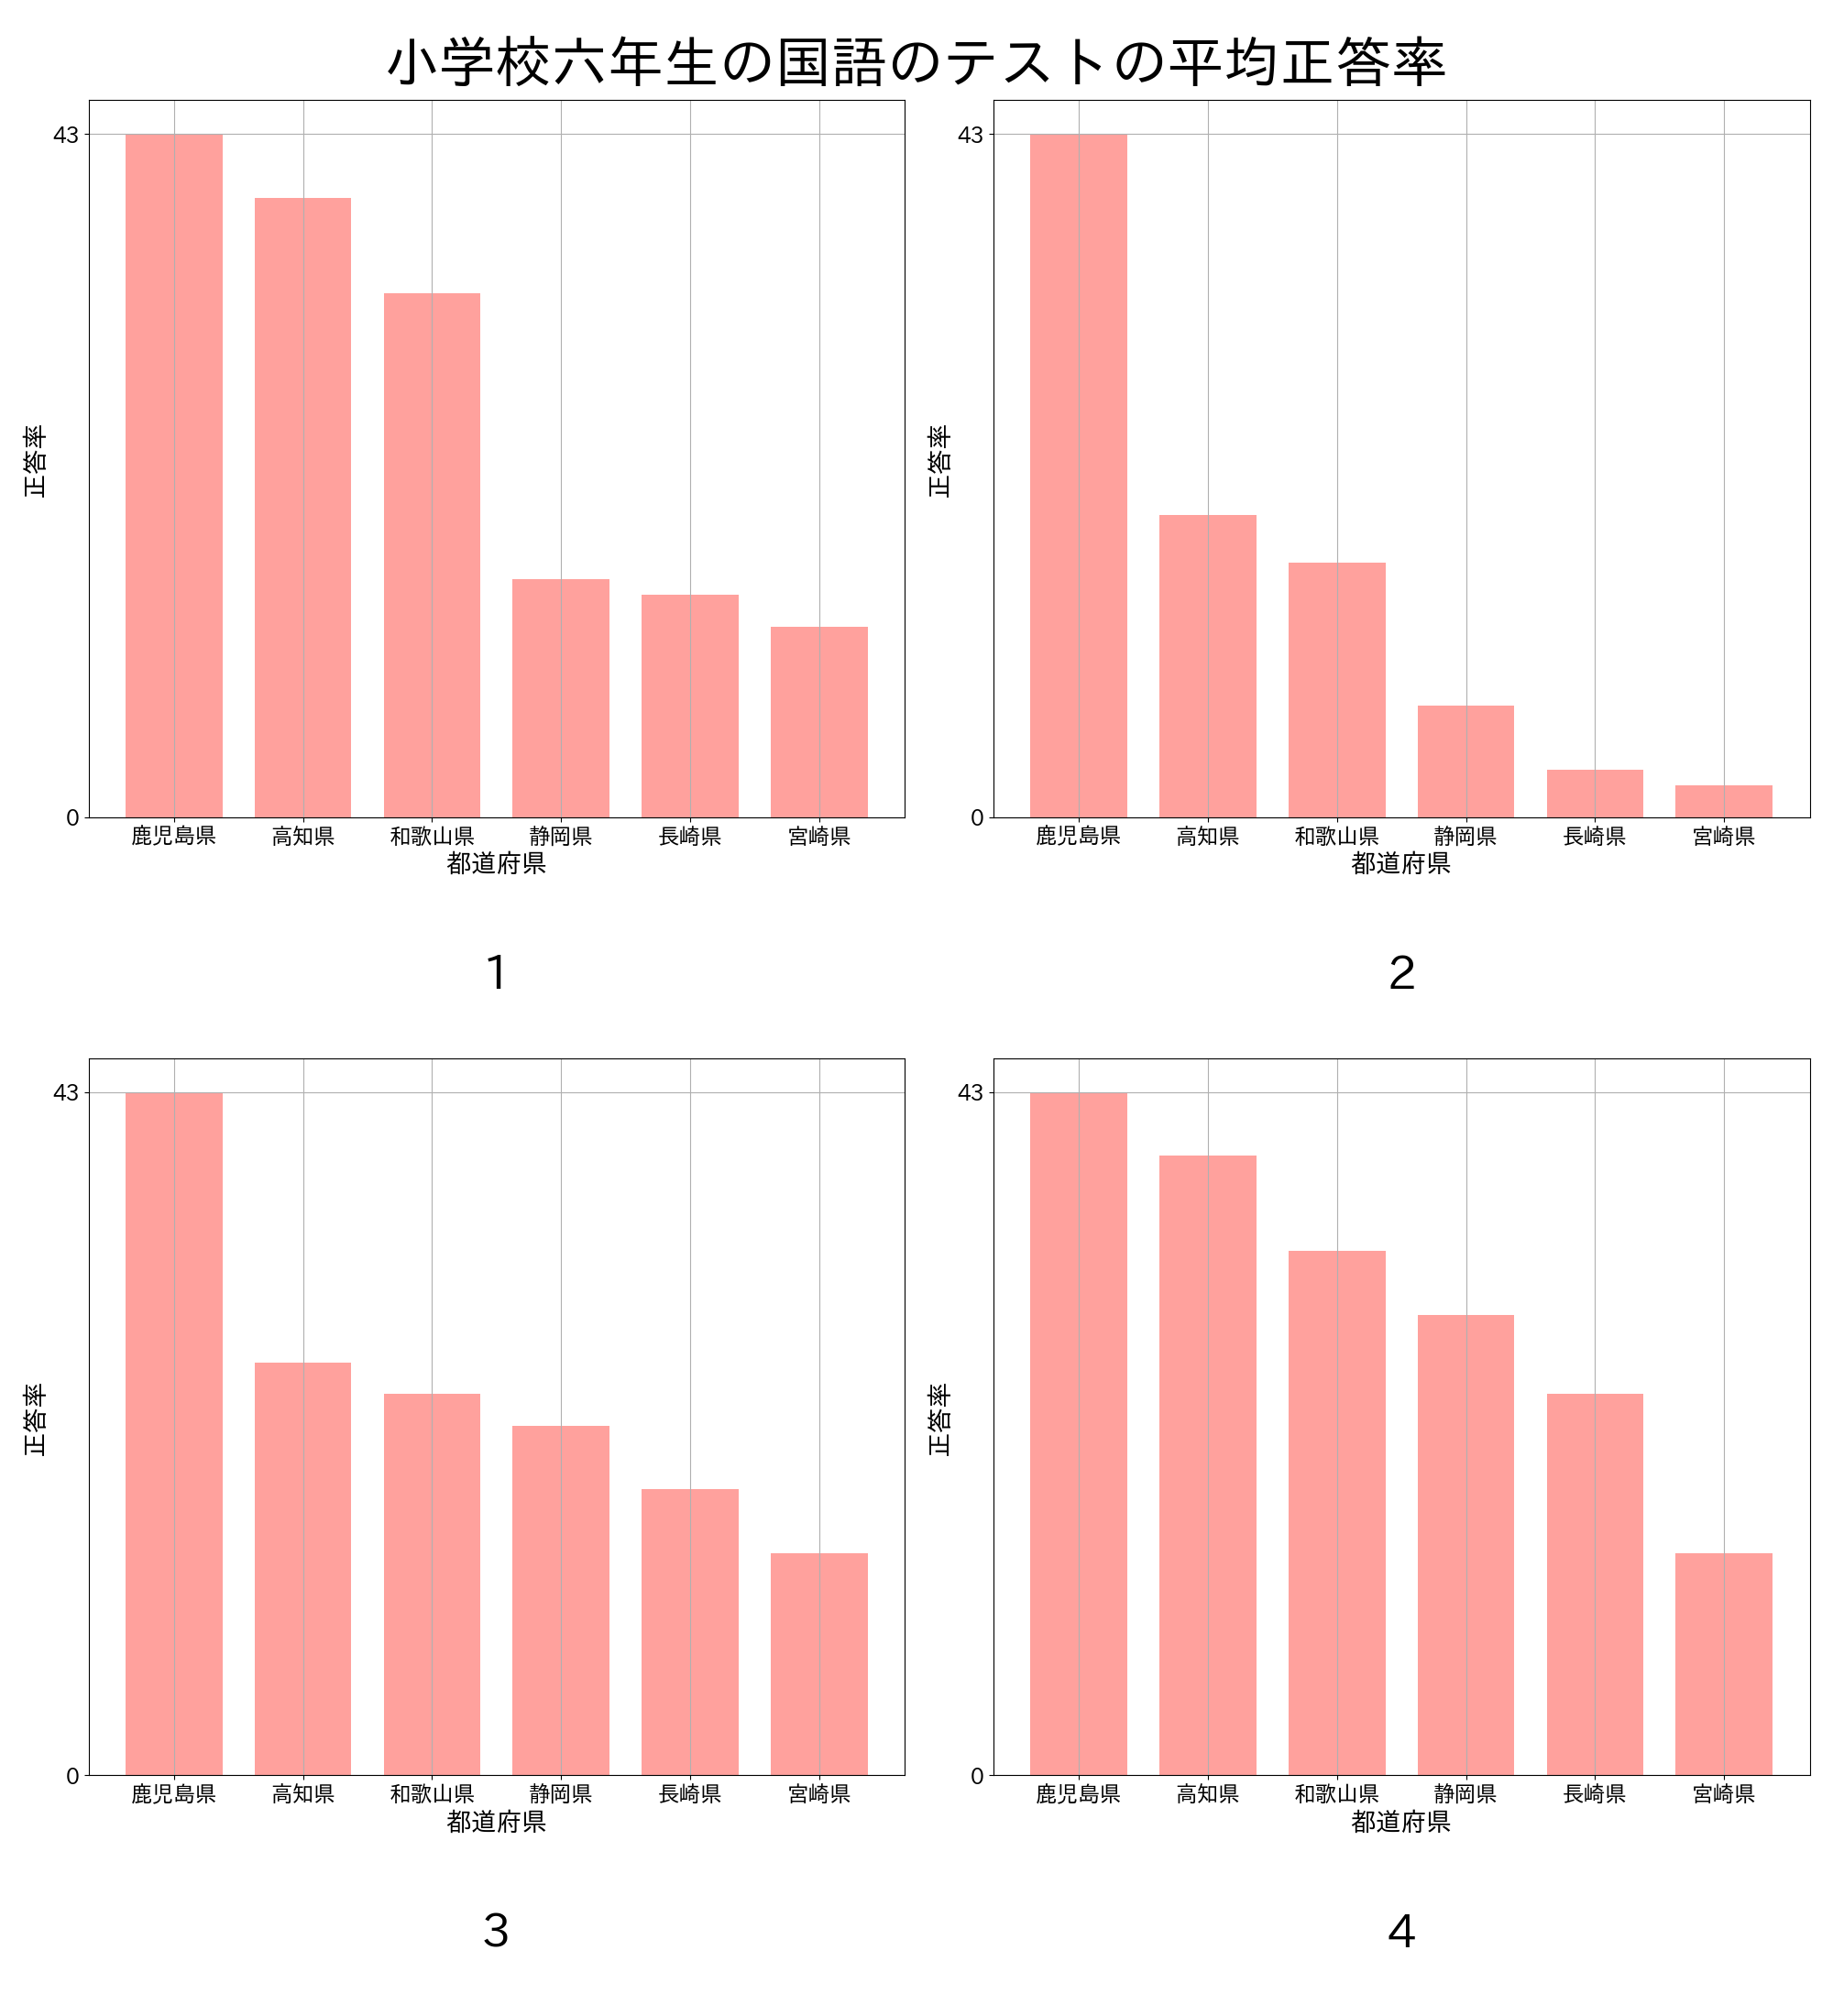 小学校六年生の国語のテストの平均正答率
43
0
正答率
鹿児島県 高知県 和歌山県 静岡県 長崎県 宮崎県
都道府県
1
43
0
正答率
鹿児島県 高知県 和歌山県 静岡県 長崎県 宮崎県
都道府県
2
43
0
正答率
鹿児島県 高知県 和歌山県 静岡県 長崎県 宮崎県
都道府県
3
43
0
正答率
鹿児島県 高知県 和歌山県 静岡県 長崎県 宮崎県
都道府県
4